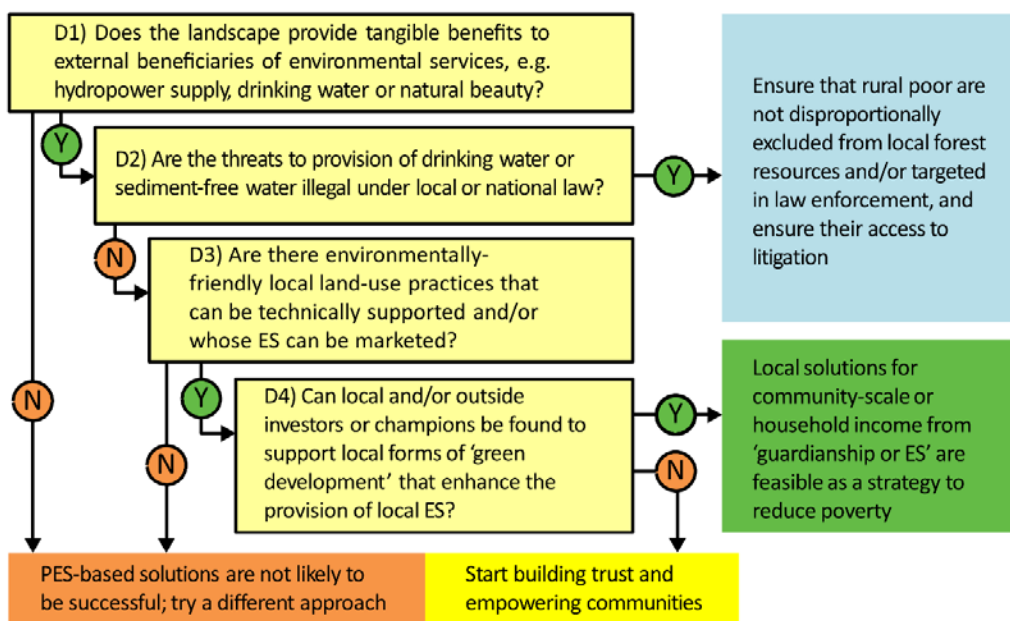 D1) Does the landscape provide tangible benefits to
external beneficiaries of environmental services, e.g.
hydropower supply, drinking water or natural beauty?
Y
D2) Are the threats to provision of drinking water or
sediment-free water illegal under local or national law?
Y
Ensure that rural poor are
not disproportionally
excluded from local forest
resources and/or targeted
in law enforcement, and
ensure their access to
litigation
N
D3) Are there environmentally-
friendly local land-use practices that
can be technically supported and/or
whose ES can be marketed?
N
Y
N
D4) Can local and/or outside
investors or champions be found to
support local forms of ‘green
development’ that enhance the
provision of local ES?
Y
N
Local solutions for
community-scale or
household income from
‘guardianship or ES’ are
feasible as a strategy to
reduce poverty
PES-based solutions are not likely to
be successful; try a different approach
Start building trust and
empowering communities